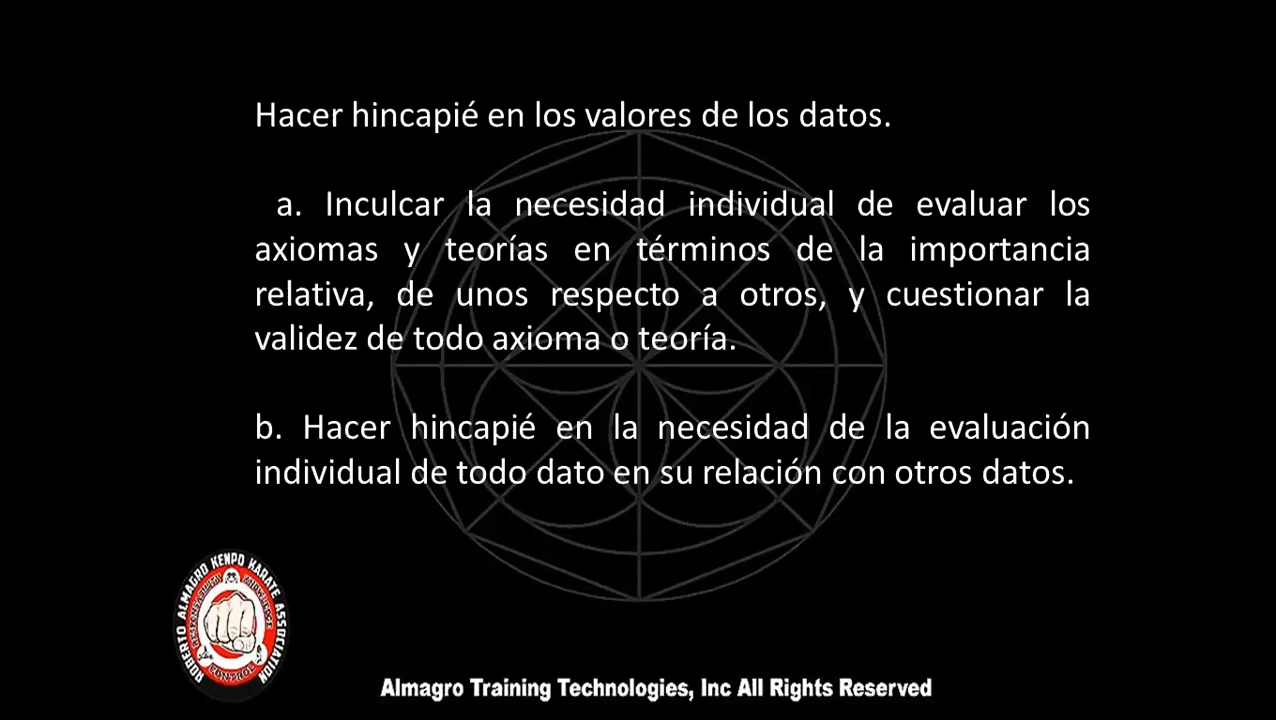 Hacer hincapié en los valores de los datos.
a. Inculcar la necesidad individual de evaluar los
axiomas y teorías en términos de la importancia
relativa, de unos respecto a otros, y cuestionar la
validez de todo axioma o teoría.
b. Hacer hincapié en la necesidad de la evaluación
individual de todo dato en su relación con otros datos.
ROBERTO ALMAGRO KENPO KARATE ASSOCIATION
RESPONSABILITY KNOWLEDGE
CONTROL
Almagro Training Technologies, Inc All Rights Reserved